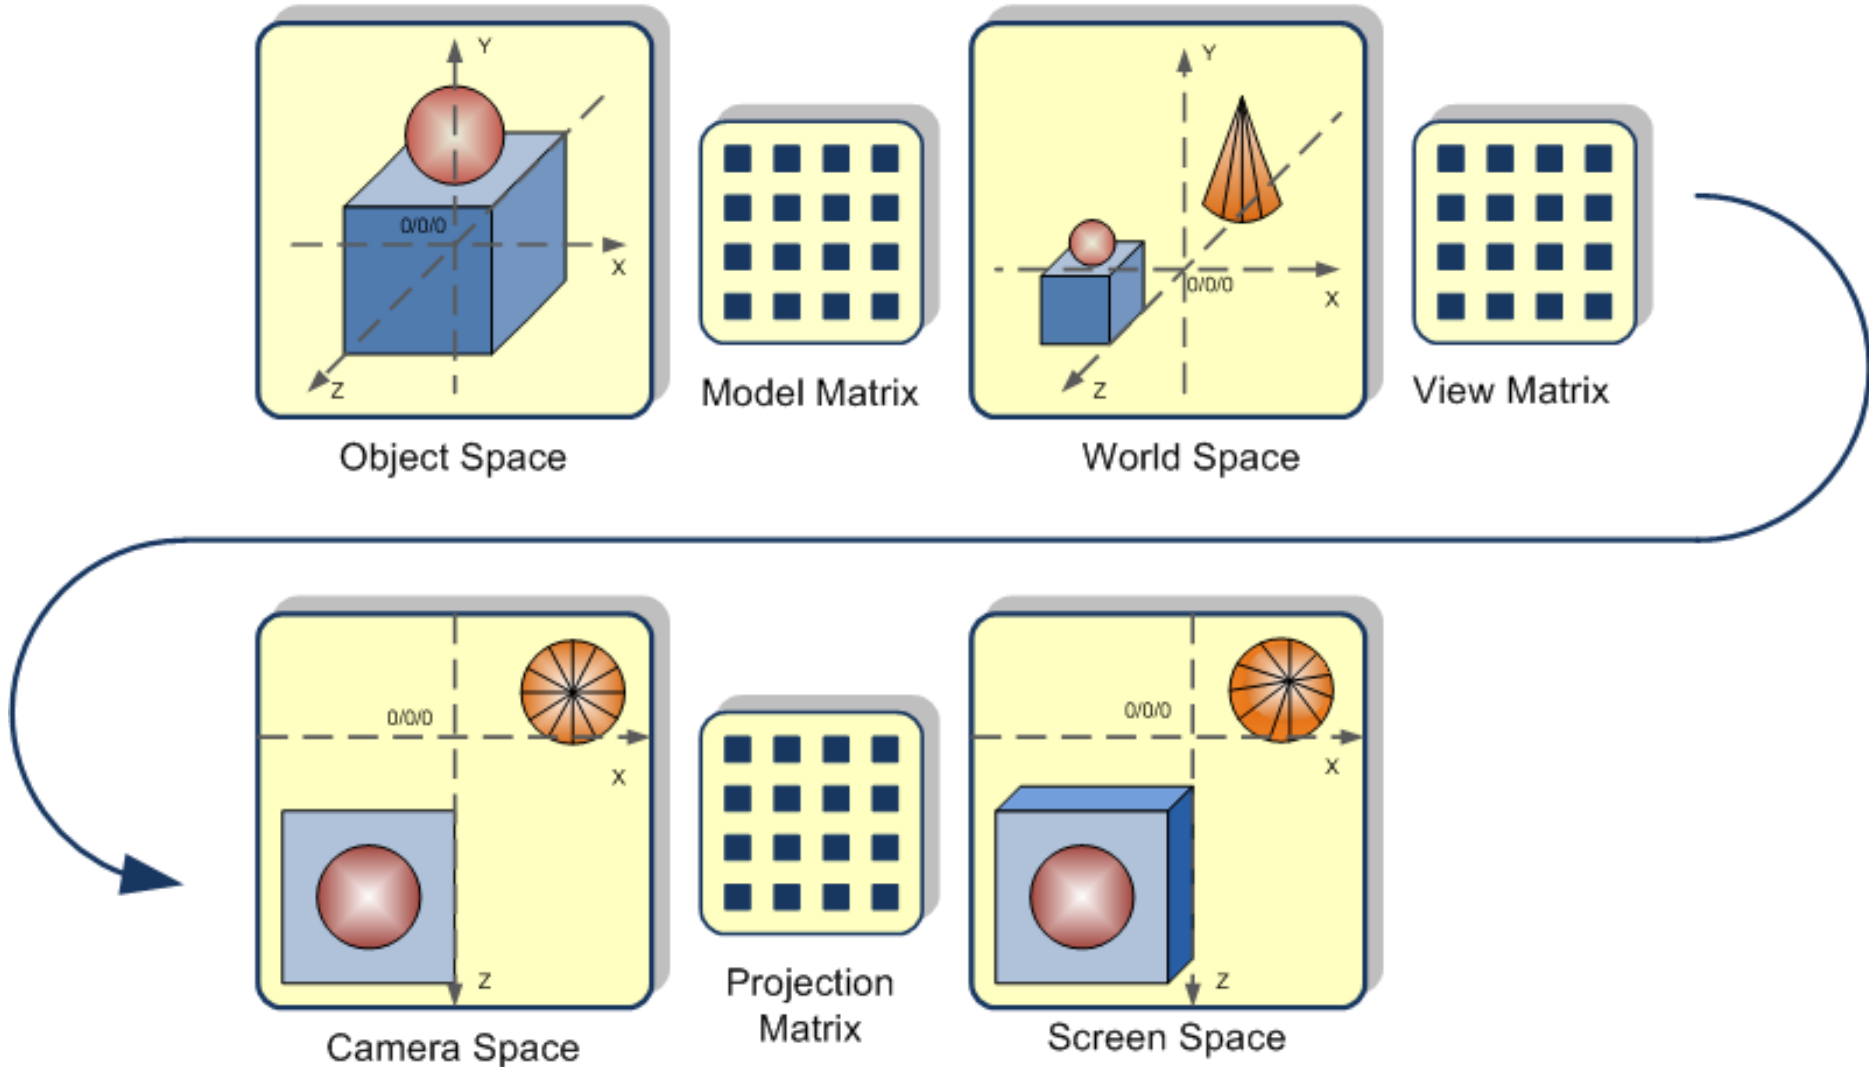 Y
0/0/0
X
Z
Object Space
Model Matrix
Y
0/0/0
X
Z
World Space
View Matrix
0/0/0
X
Z
Camera Space
Projection
Matrix
0/0/0
X
Z
Screen Space